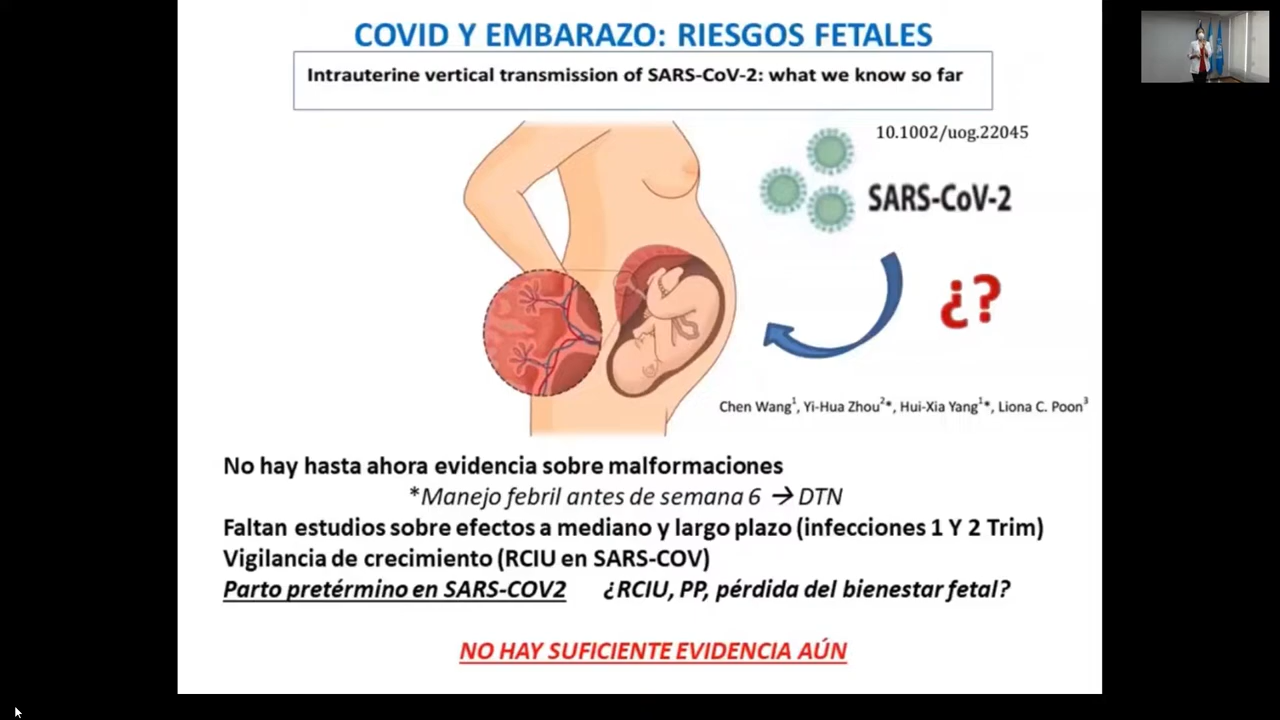 COVID Y EMBARAZO: RIESGOS FETALES
Intrauterine vertical transmission of SARS-CoV-2: what we know so far
10.1002/uog.22045
SARS-CoV-2
¿?
Chen Wang¹, Yi-Hua Zhou²*, Hui-Xia Yang¹*, Liona C. Poon³
No hay hasta ahora evidencia sobre malformaciones
*Manejo febril antes de semana 6 → DTN
Faltan estudios sobre efectos a mediano y largo plazo (infecciones 1 Y 2 Trim)
Vigilancia de crecimiento (RCIU en SARS-COV)
Parto pretérmino en SARS-COV2 ¿RCIU, PP, pérdida del bienestar fetal?
NO HAY SUFICIENTE EVIDENCIA AÚN